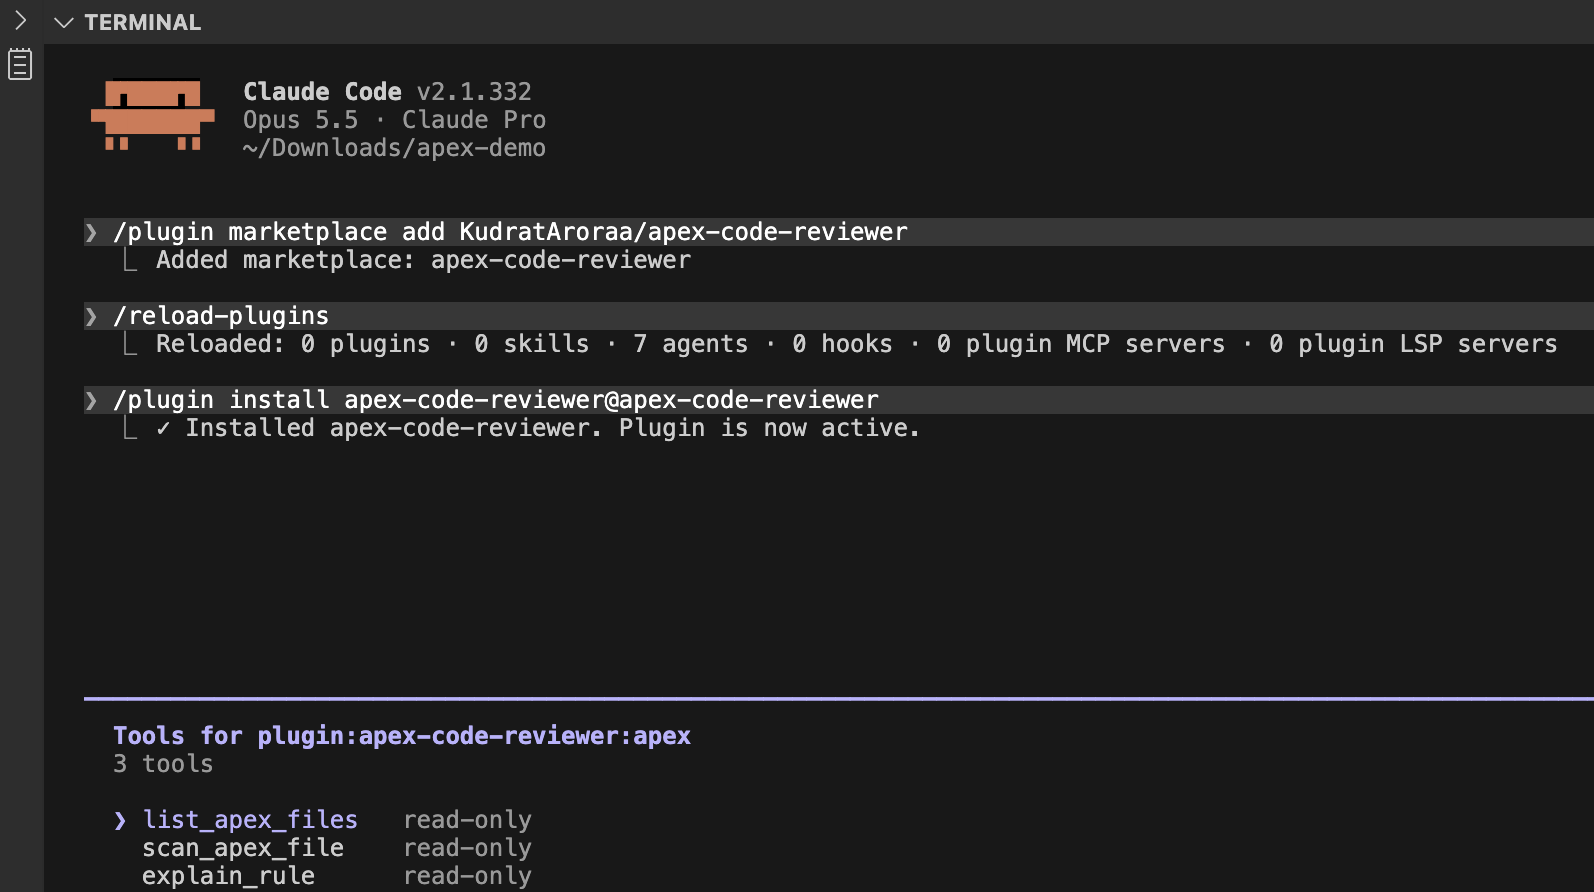 TERMINAL
Claude Code v2.1.332
Opus 5.5 · Claude Pro
~/Downloads/apex-demo
❯ /plugin marketplace add KudratAroraa/apex-code-reviewer
⎿ Added marketplace: apex-code-reviewer
❯ /reload-plugins
⎿ Reloaded: 0 plugins · 0 skills · 7 agents · 0 hooks · 0 plugin MCP servers · 0 plugin LSP servers
❯ /plugin install apex-code-reviewer@apex-code-reviewer
⎿ ✓ Installed apex-code-reviewer. Plugin is now active.
Tools for plugin:apex-code-reviewer:apex
3 tools
❯ list_apex_files read-only
scan_apex_file read-only
explain_rule read-only